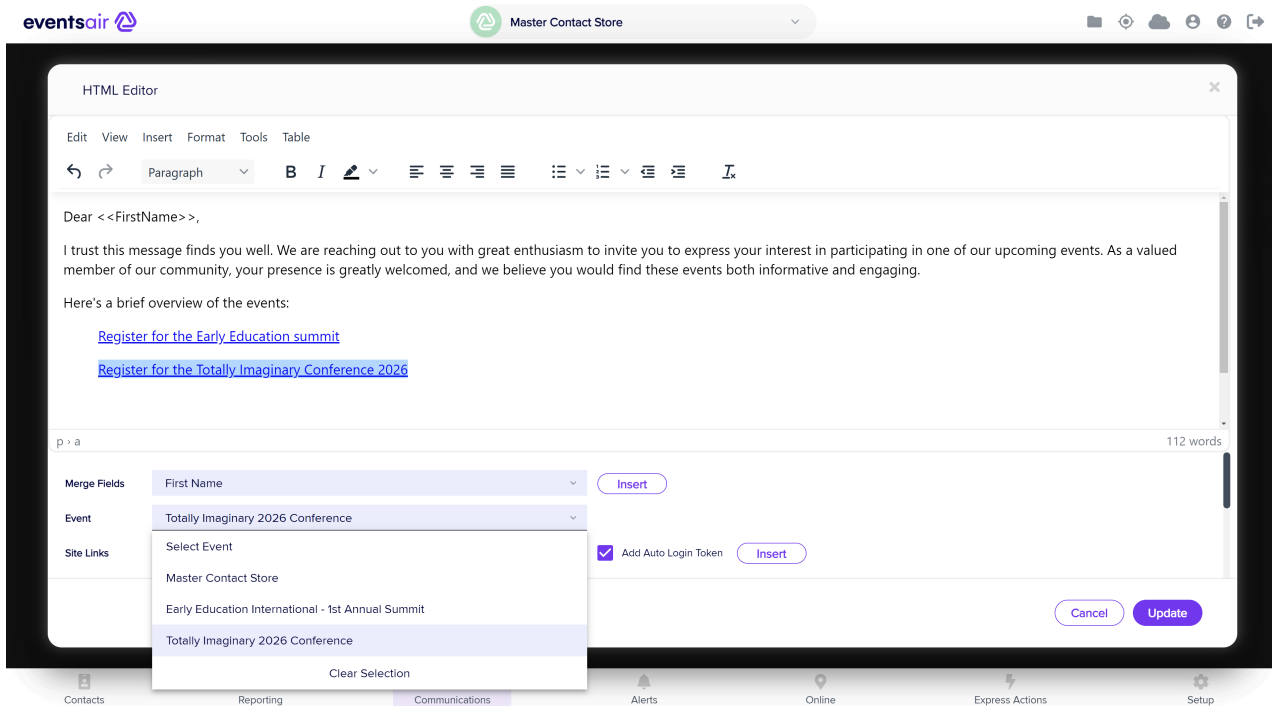 eventsair
Master Contact Store
HTML Editor
Edit View Insert Format Tools Table
Paragraph B I
Dear <<FirstName>>,
I trust this message finds you well. We are reaching out to you with great enthusiasm to invite you to express your interest in participating in one of our upcoming events. As a valued
member of our community, your presence is greatly welcomed, and we believe you would find these events both informative and engaging.
Here's a brief overview of the events:
Register for the Early Education summit
Register for the Totally Imaginary Conference 2026
p › a 112 words
Merge Fields First Name Insert
Event Totally Imaginary 2026 Conference
Select Event
Site Links Add Auto Login Token Insert
Master Contact Store
Early Education International - 1st Annual Summit
Cancel Update
Totally Imaginary 2026 Conference
Clear Selection
Contacts Reporting Communications Alerts Online Express Actions Setup